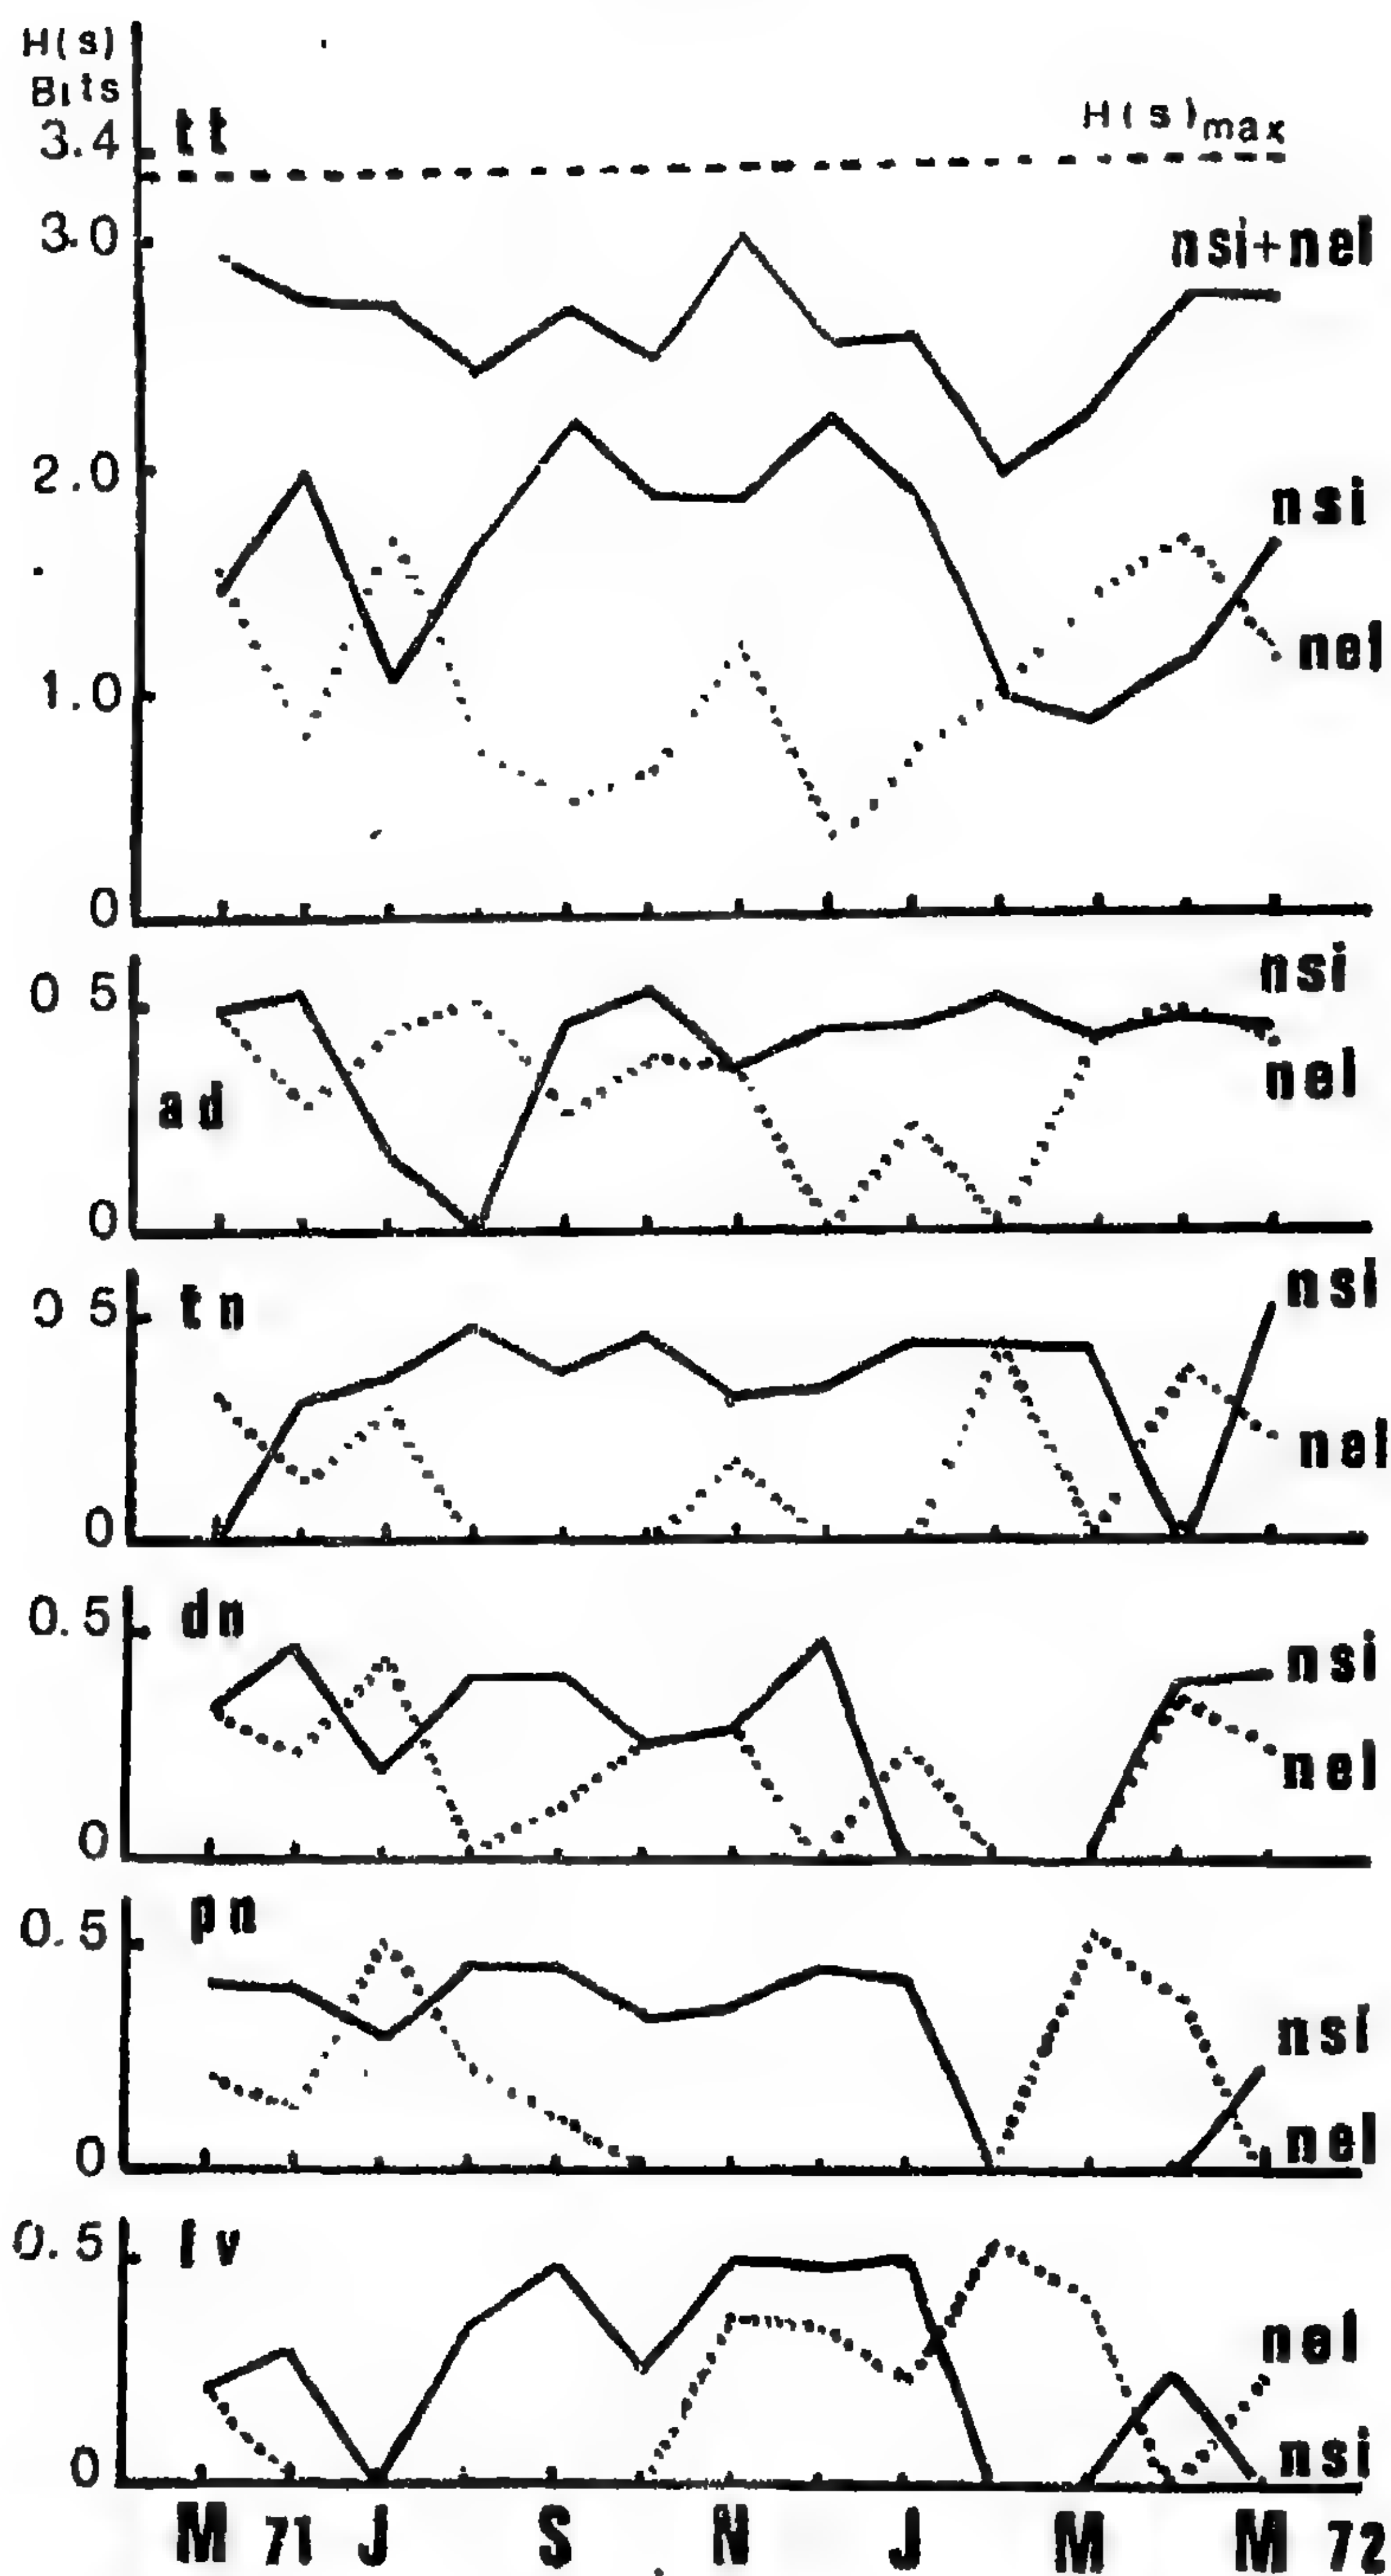 H(s)
Bits
3.4
tt
H(s)max
3.0
nsi+nel
2.0
nsi
nel
1.0
0
nsi
0 5
nel
ad
0
nsi
0 5
tn
nel
0
0.5
dn
nsi
nel
0
0.5
pn
nsi
nel
0
0.5
fv
nel
nsi
0
M 71 J S N J M M 72